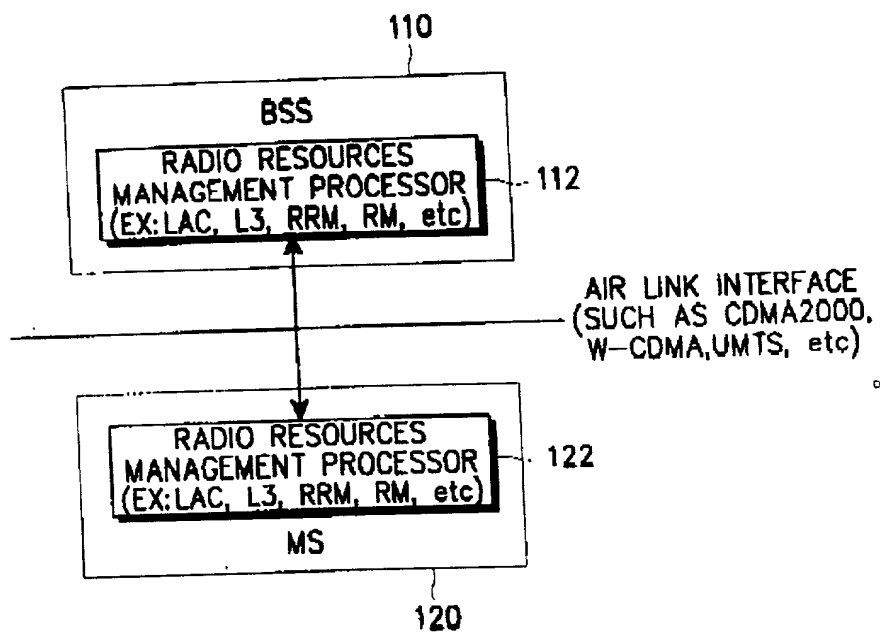 110
BSS
RADIO RESOURCES
MANAGEMENT PROCESSOR
(EX:LAC, L3, RRM, RM, etc)
112
AIR LINK INTERFACE
(SUCH AS CDMA2000,
W-CDMA,UMTS, etc)
RADIO RESOURCES
MANAGEMENT PROCESSOR
(EX:LAC, L3, RRM, RM, etc)
122
MS
120